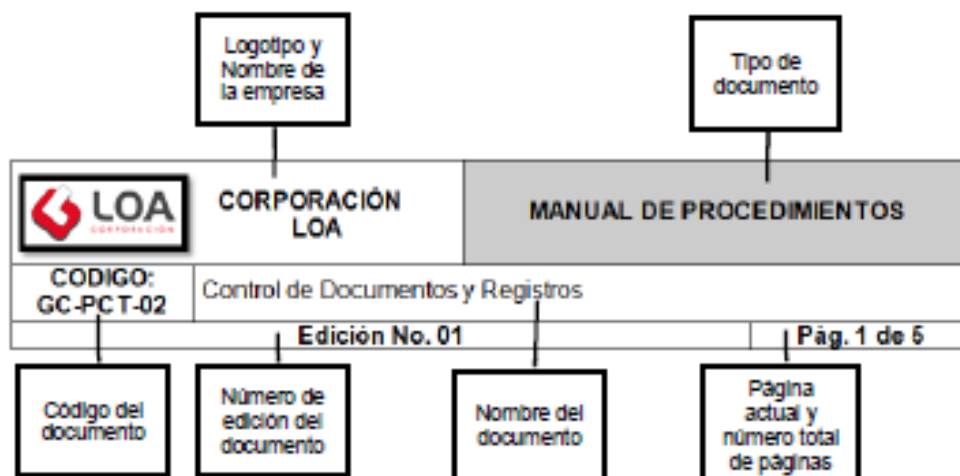 Logotipo y
Nombre de
la empresa
Tipo de
documento
LOA
CORPORACIÓN
CORPORACIÓN
LOA
MANUAL DE PROCEDIMIENTOS
CODIGO:
GC-PCT-02
Control de Documentos y Registros
Edición No. 01
Pág. 1 de 5
Código del
documento
Número de
edición del
documento
Nombre del
documento
Página
actual y
número total
de páginas